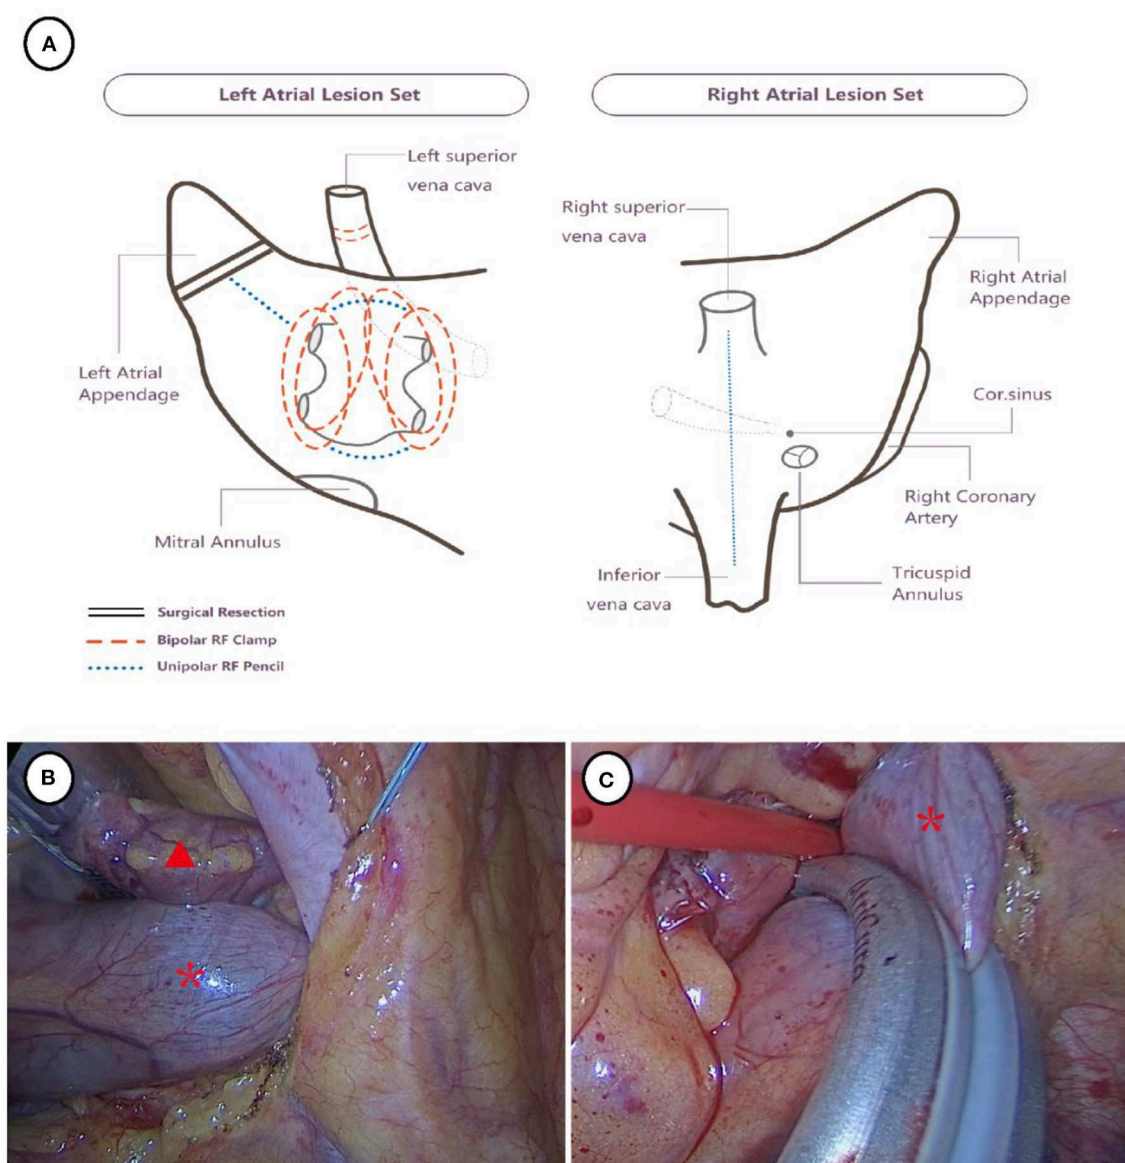 A
Left Atrial Lesion Set
Right Atrial Lesion Set
Left superior
vena cava
Right superior
vena cava
Right Atrial
Appendage
Left Atrial
Appendage
Cor.sinus
Right Coronary
Artery
Mitral Annulus
Inferior
vena cava
Tricuspid
Annulus
Surgical Resection
Bipolar RF Clamp
Unipolar RF Pencil
B
*
C
*